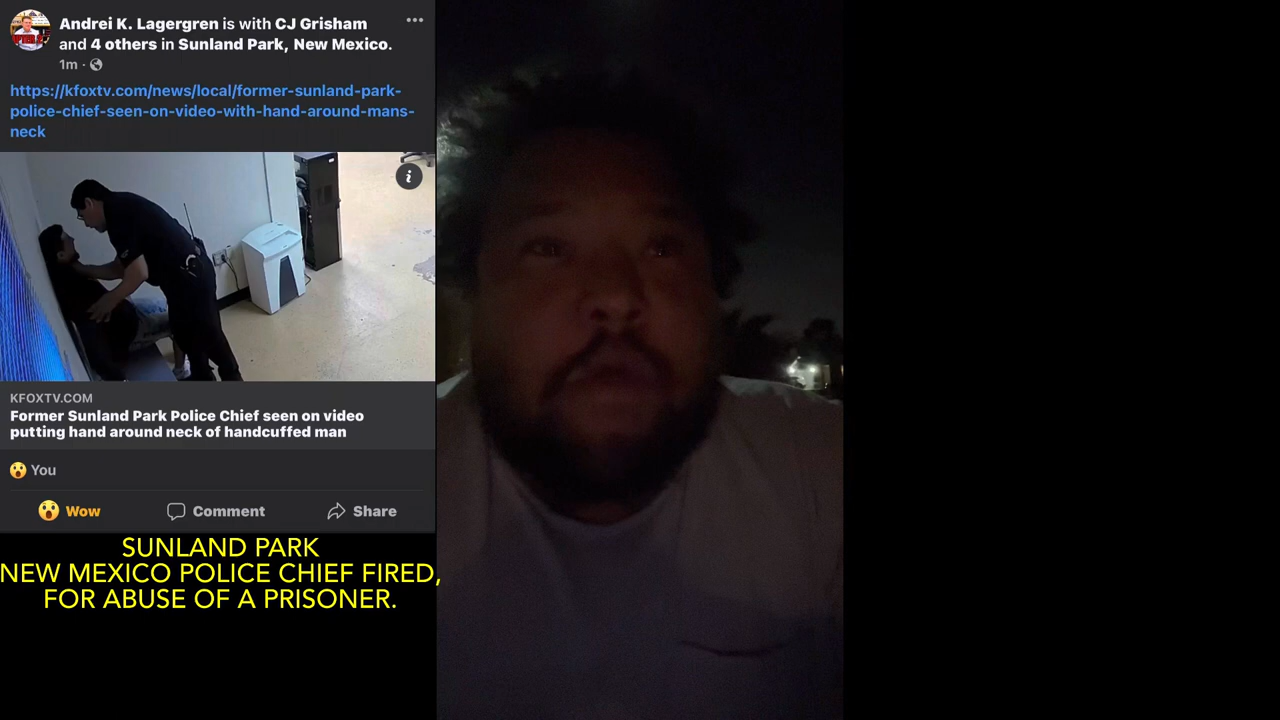 Andrei K. Lagergren is with CJ Grisham
and 4 others in Sunland Park, New Mexico.
1m ·
https://kfoxtv.com/news/local/former-sunland-park-
police-chief-seen-on-video-with-hand-around-mans-
neck
KFOXTV.COM
Former Sunland Park Police Chief seen on video
putting hand around neck of handcuffed man
You
Wow Comment Share
SUNLAND PARK
NEW MEXICO POLICE CHIEF FIRED,
FOR ABUSE OF A PRISONER.